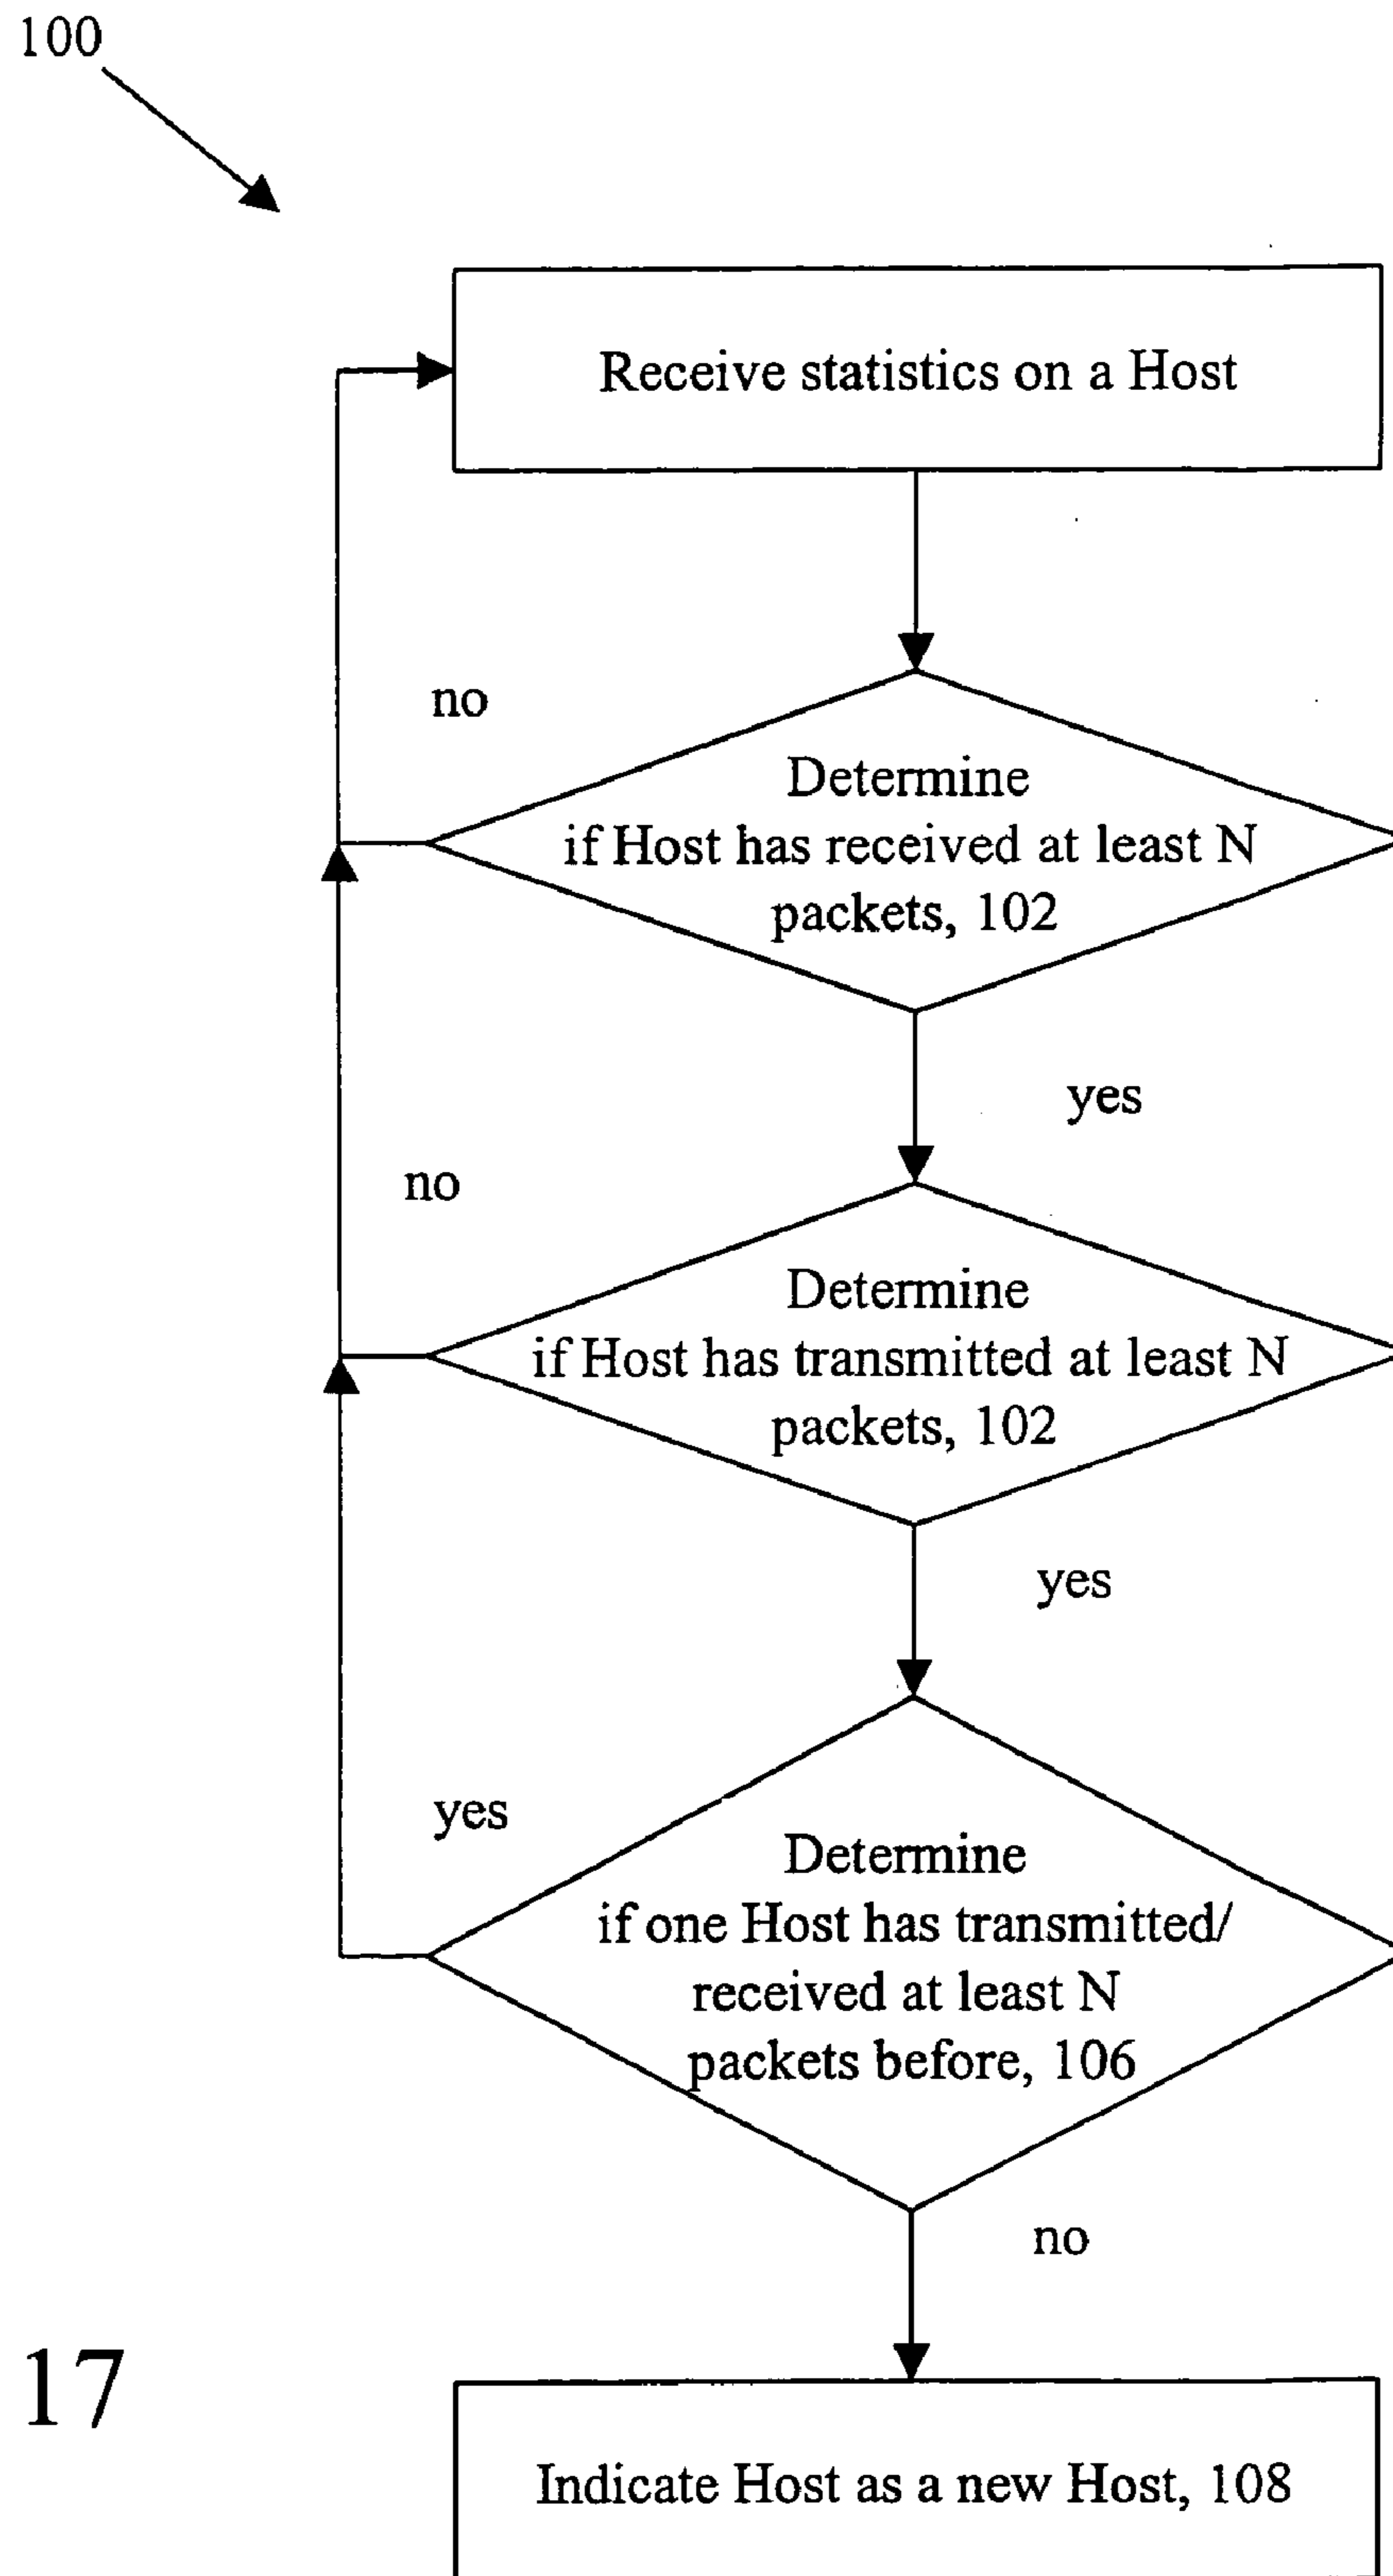 100
Receive statistics on a Host
no
Determine
if Host has received at least N
packets, 102
yes
no
Determine
if Host has transmitted at least N
packets, 102
yes
yes
Determine
if one Host has transmitted/
received at least N
packets before, 106
no
17
Indicate Host as a new Host, 108